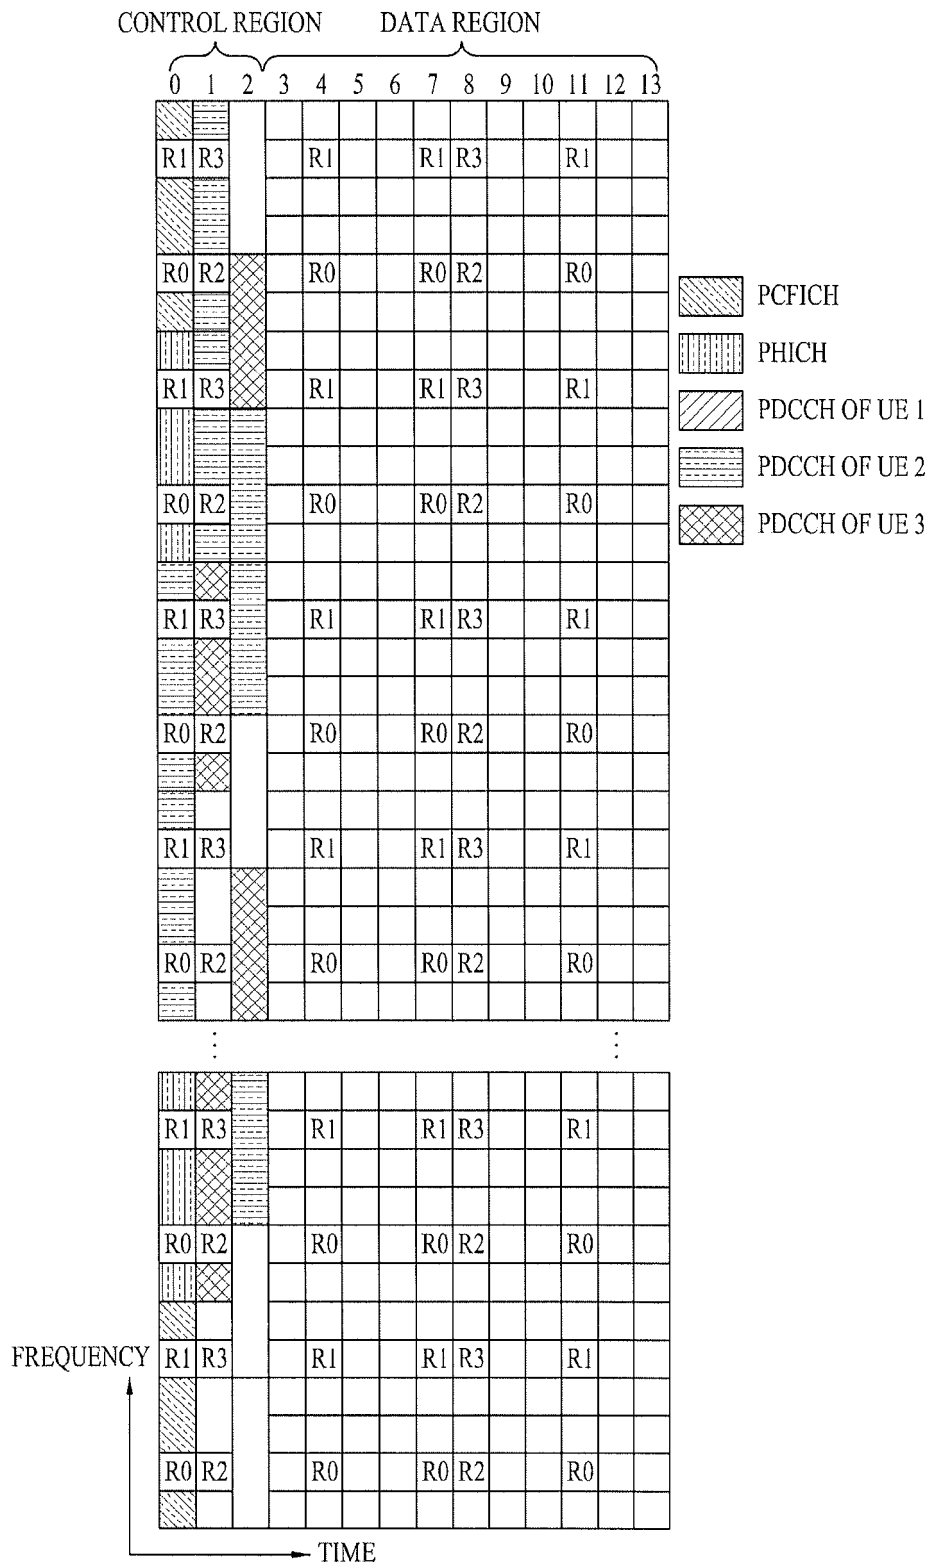 CONTROL REGION DATA REGION
0 1 2 3 4 5 6 7 8 9 10 11 12 13
R1 R3 R1 R1 R3 R1
R0 R2 R0 R0 R2 R0
PCFICH
PHICH
R1 R3 R1 R1 R3 R1
PDCCH OF UE 1
PDCCH OF UE 2
R0 R2 R0 R0 R2 R0
PDCCH OF UE 3
R1 R3 R1 R1 R3 R1
R0 R2 R0 R0 R2 R0
R1 R3 R1 R1 R3 R1
R0 R2 R0 R0 R2 R0
R1 R3 R1 R1 R3 R1
R0 R2 R0 R0 R2 R0
FREQUENCY R1 R3 R1 R1 R3 R1
R0 R2 R0 R0 R2 R0
TIME